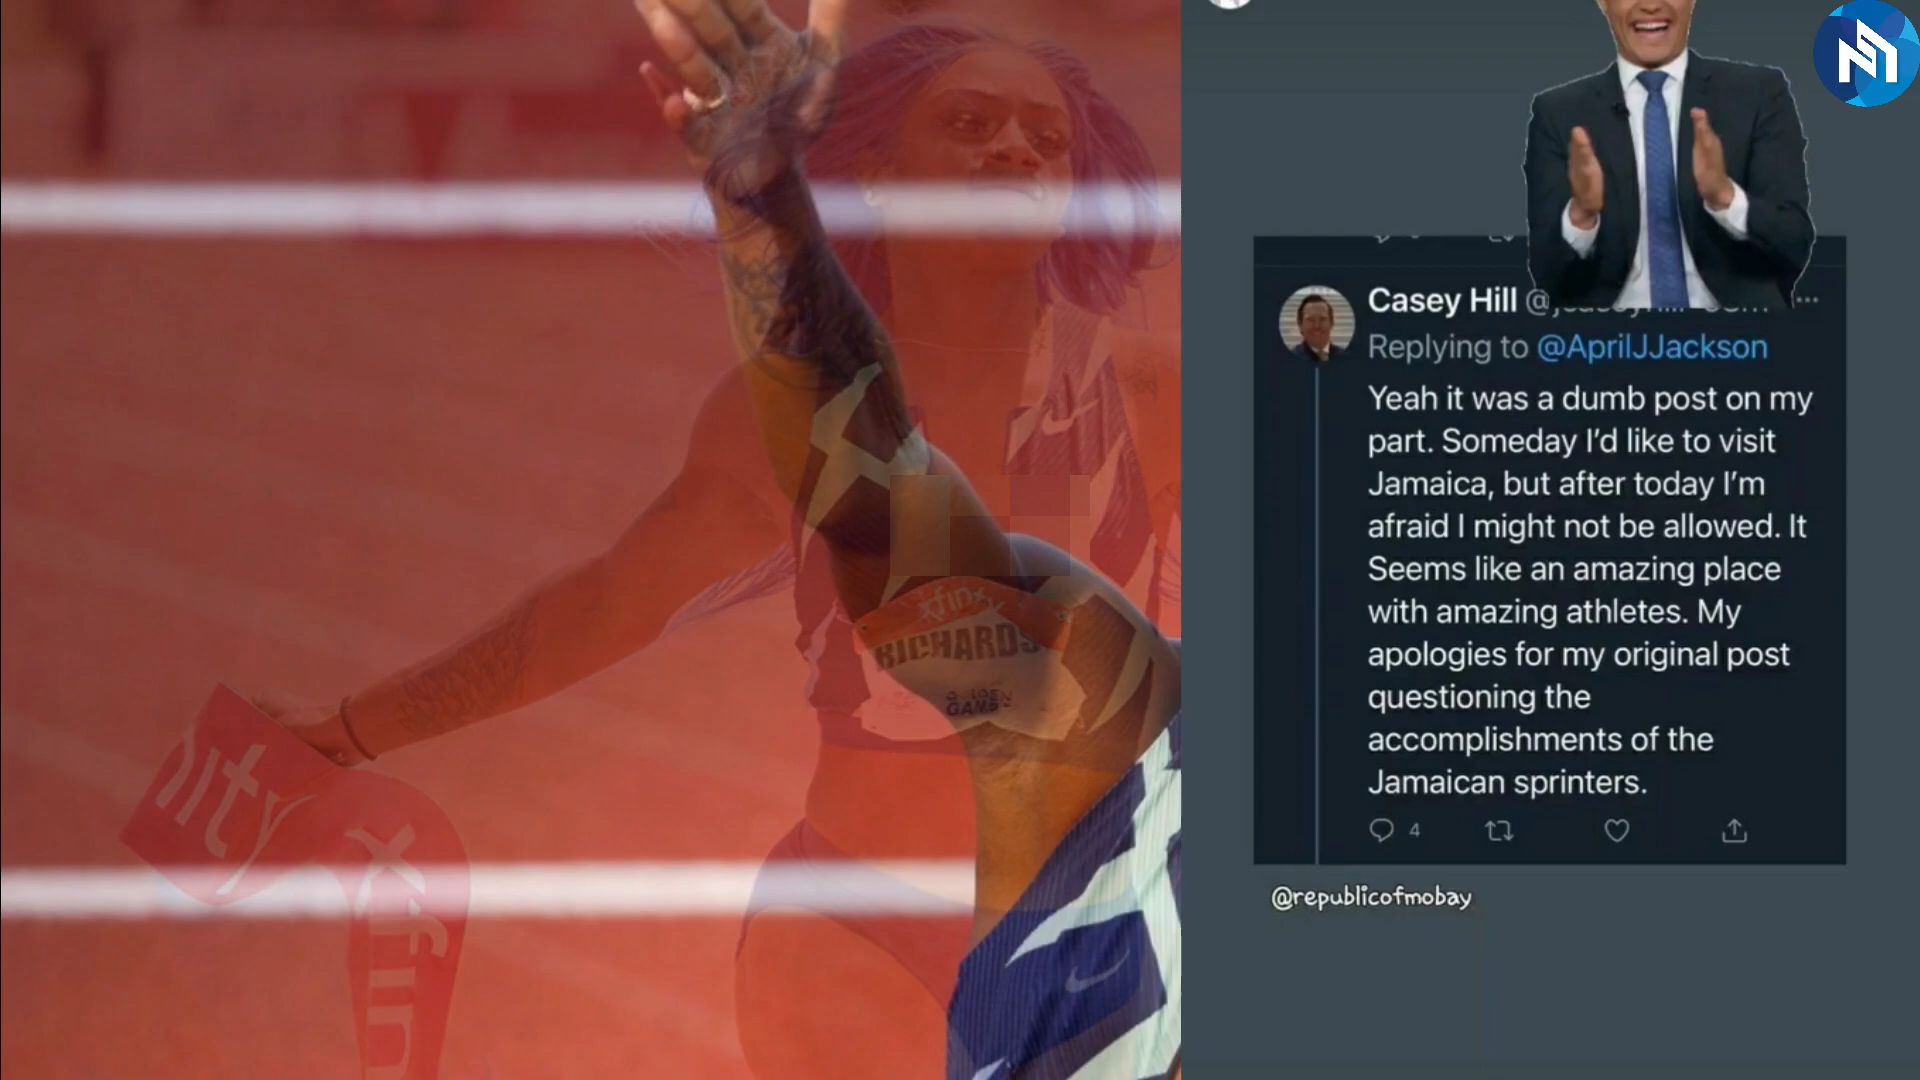 Casey Hill
Replying to @AprilJJackson
Yeah it was a dumb post on my
part. Someday I'd like to visit
Jamaica, but after today I'm
afraid I might not be allowed. It
Seems like an amazing place
with amazing athletes. My
apologies for my original post
questioning the
accomplishments of the
Jamaican sprinters.
4
@republicofmobay
xfinity
RICHARDS
GAMES